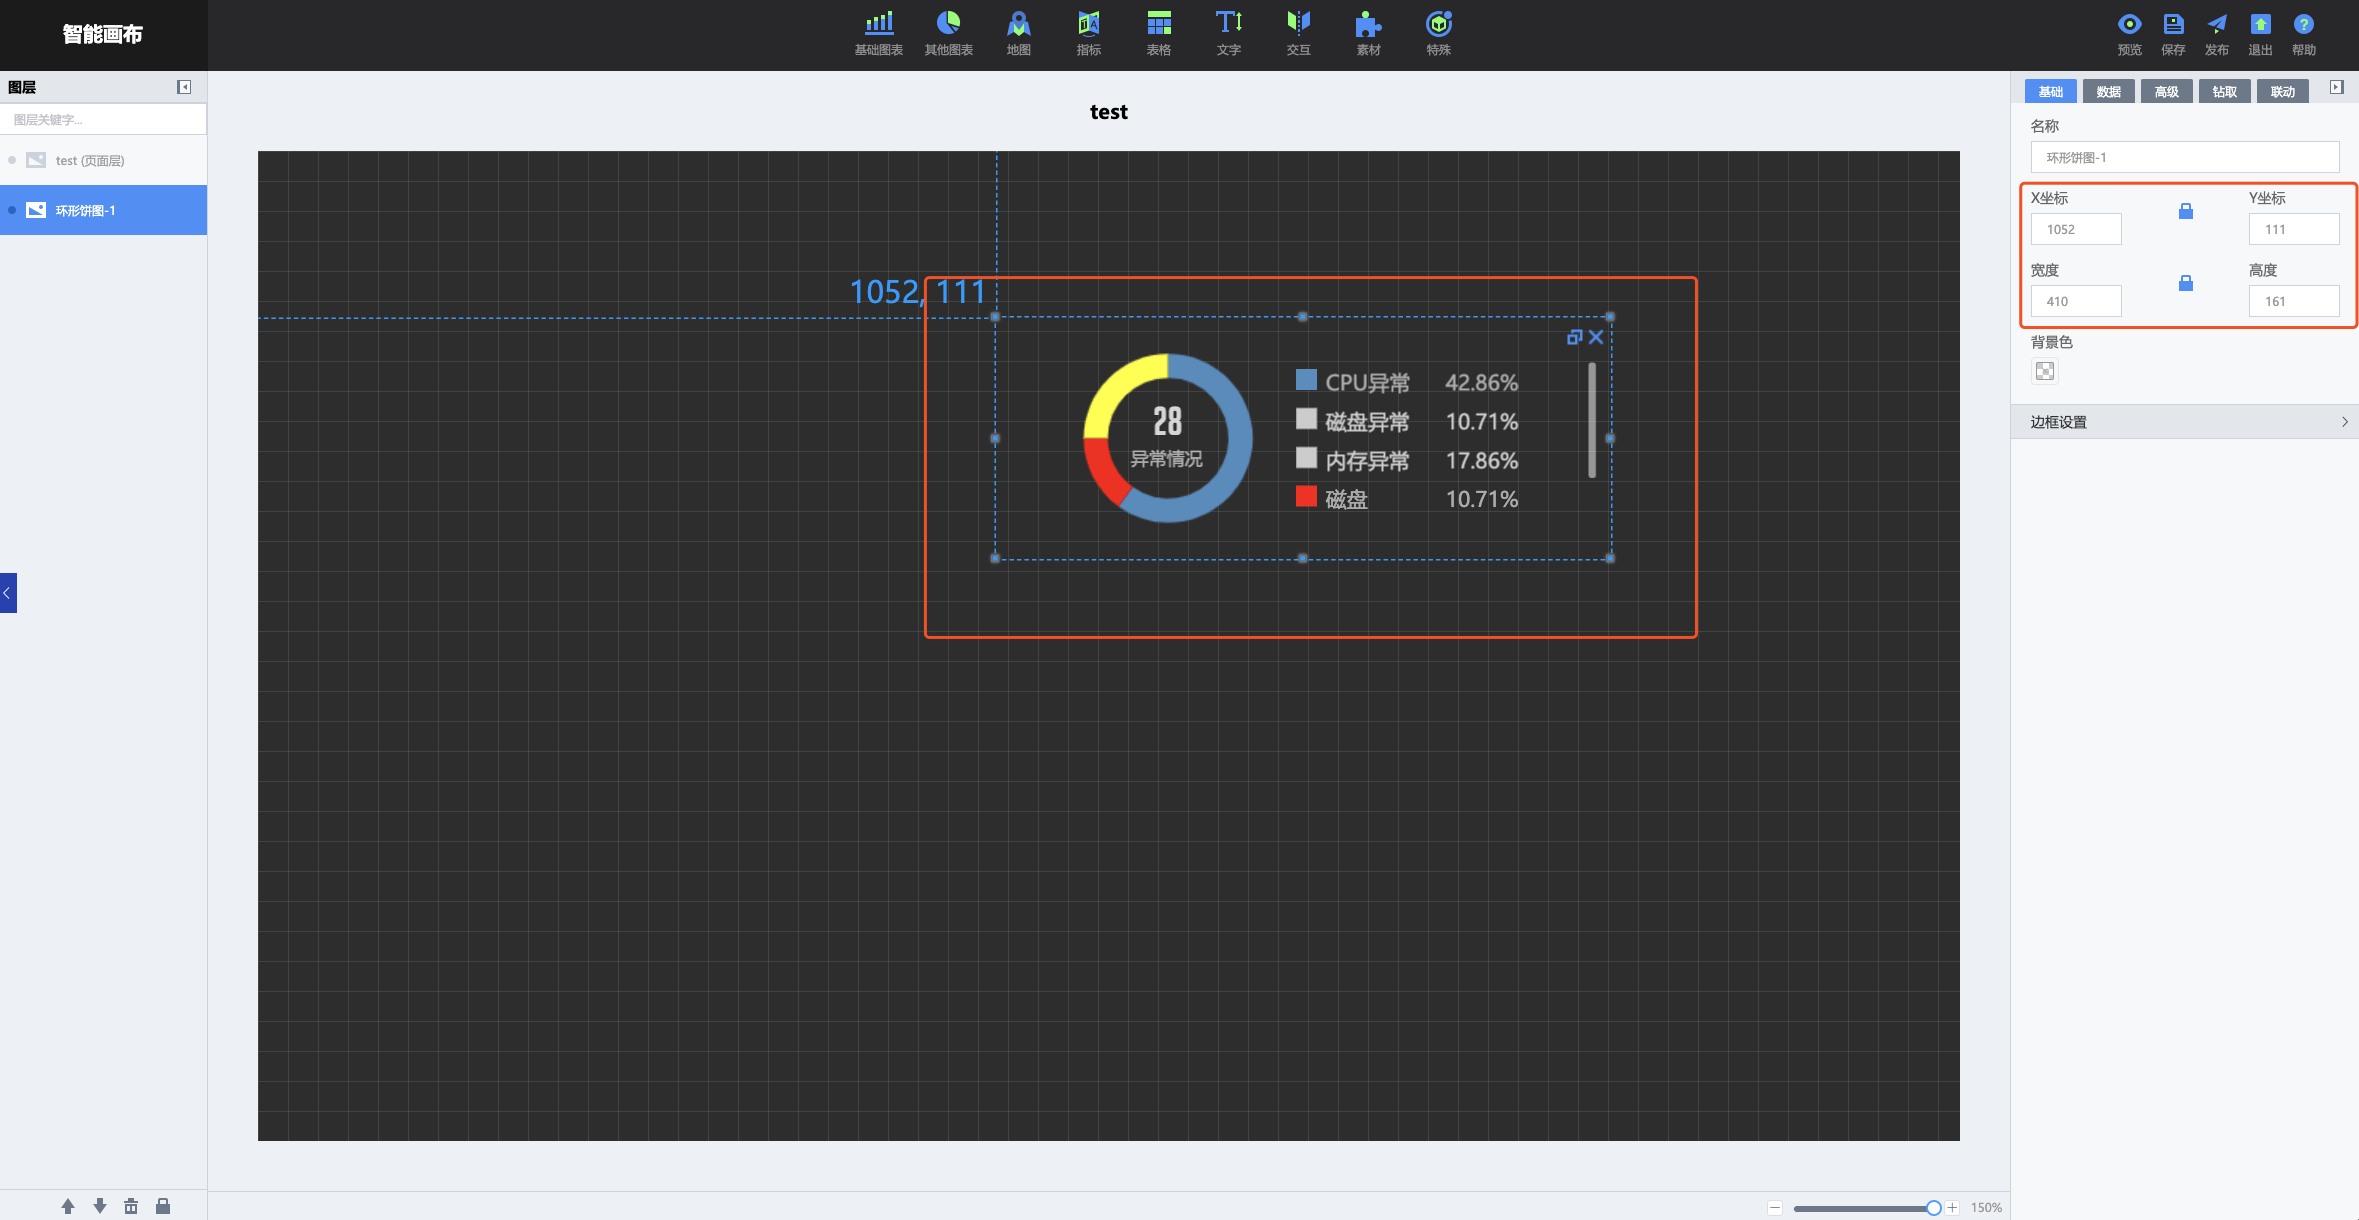 智能画布
基础图表
其他图表
地图
指标
表格
文字
交互
素材
特殊
预览
保存
发布
退出
帮助
图层
图层关键字...
test (页面层)
环形饼图-1
test
1052, 111
28
异常情况
CPU异常 42.86%
磁盘异常 10.71%
内存异常 17.86%
磁盘 10.71%
基础
数据
高级
钻取
联动
名称
环形饼图-1
X坐标
Y坐标
1052
111
宽度
高度
410
161
背景色
边框设置
150%